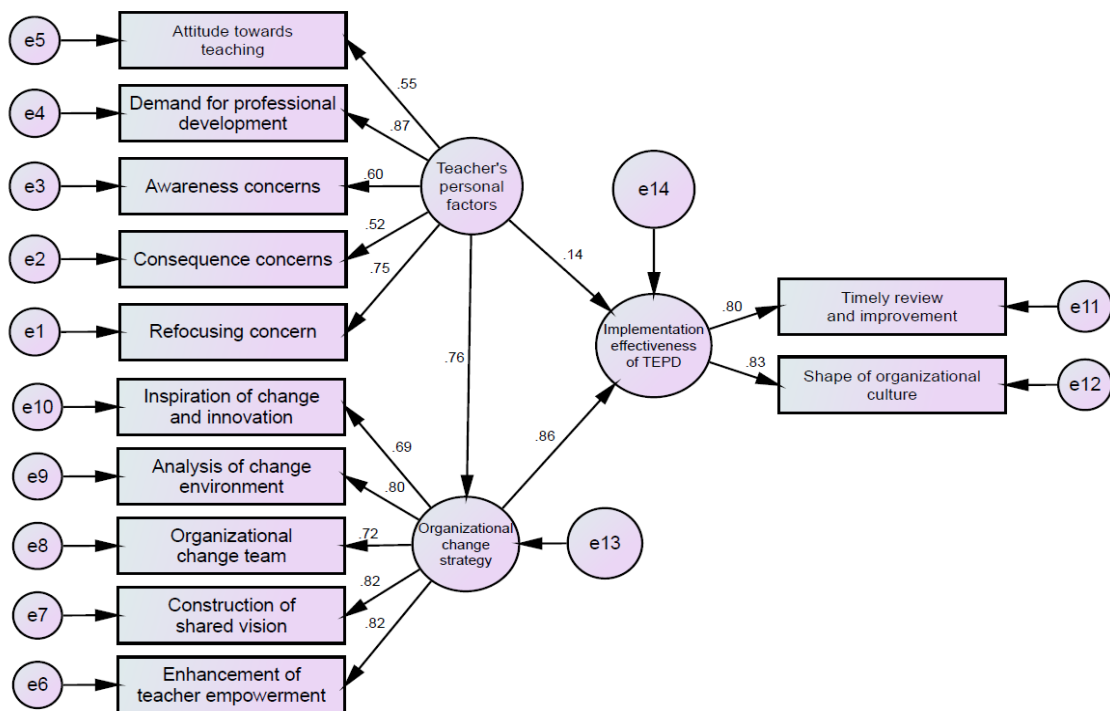 e5
Attitude towards
teaching
.55
e4
Demand for professional
development
.87
e3
Awareness concerns
.60
Teacher's
personal
factors
e14
e2
Consequence concerns
.52
.14
e1
Refocusing concern
.75
.76
Implementation
effectiveness
of TEPD
.80
Timely review
and improvement
e11
.83
Shape of organizational
culture
e12
e10
Inspiration of change
and innovation
.69
.86
e9
Analysis of change
environment
.80
e8
Organizational
change team
.72
Organizational
change
strategy
e13
e7
Construction of
shared vision
.82
e6
Enhancement of
teacher empowerment
.82